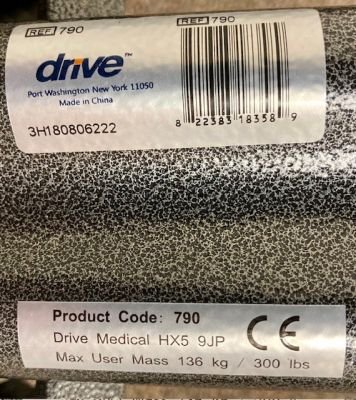 REF 790
REF 790
drive™
Port Washington New York 11050
Made in China
3H180806222
8 22383 18358 9
Product Code: 790
Drive Medical HX5 9JP
CE
Max User Mass 136 kg / 300 lbs